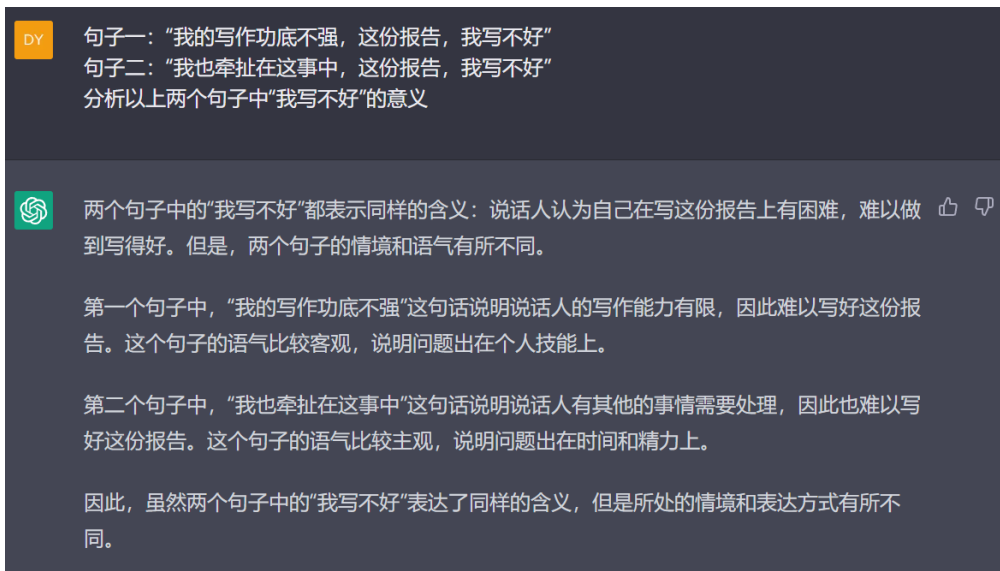 DY
句子一：“我的写作功底不强，这份报告，我写不好”
句子二：“我也牵扯在这事中，这份报告，我写不好”
分析以上两个句子中“我写不好”的意义
两个句子中的“我写不好”都表示同样的含义：说话人认为自己在写这份报告上有困难，难以做
到写得好。但是，两个句子的情境和语气有所不同。
第一个句子中，“我的写作功底不强”这句话说明说话人的写作能力有限，因此难以写好这份报
告。这个句子的语气比较客观，说明问题出在个人技能上。
第二个句子中，“我也牵扯在这事中”这句话说明说话人有其他的事情需要处理，因此也难以写
好这份报告。这个句子的语气比较主观，说明问题出在时间和精力上。
因此，虽然两个句子中的“我写不好”表达了同样的含义，但是所处的情境和表达方式有所不
同。